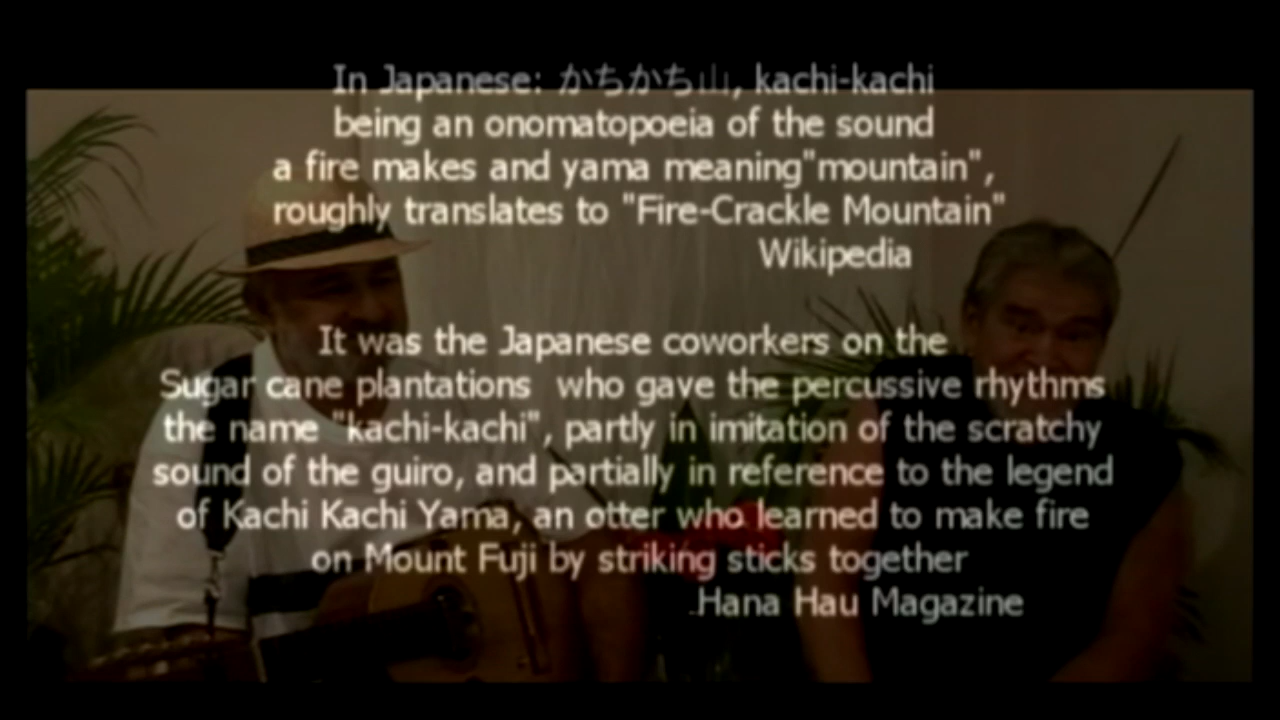 In Japanese: かちかち山, kachi-kachi
being an onomatopoeia of the sound
a fire makes and yama meaning"mountain",
roughly translates to "Fire-Crackle Mountain"
Wikipedia
It was the Japanese coworkers on the
Sugar cane plantations  who gave the percussive rhythms
the name "kachi-kachi", partly in imitation of the scratchy
sound of the guiro, and partially in reference to the legend
of Kachi Kachi Yama, an otter who learned to make fire
on Mount Fuji by striking sticks together
..Hana Hau Magazine